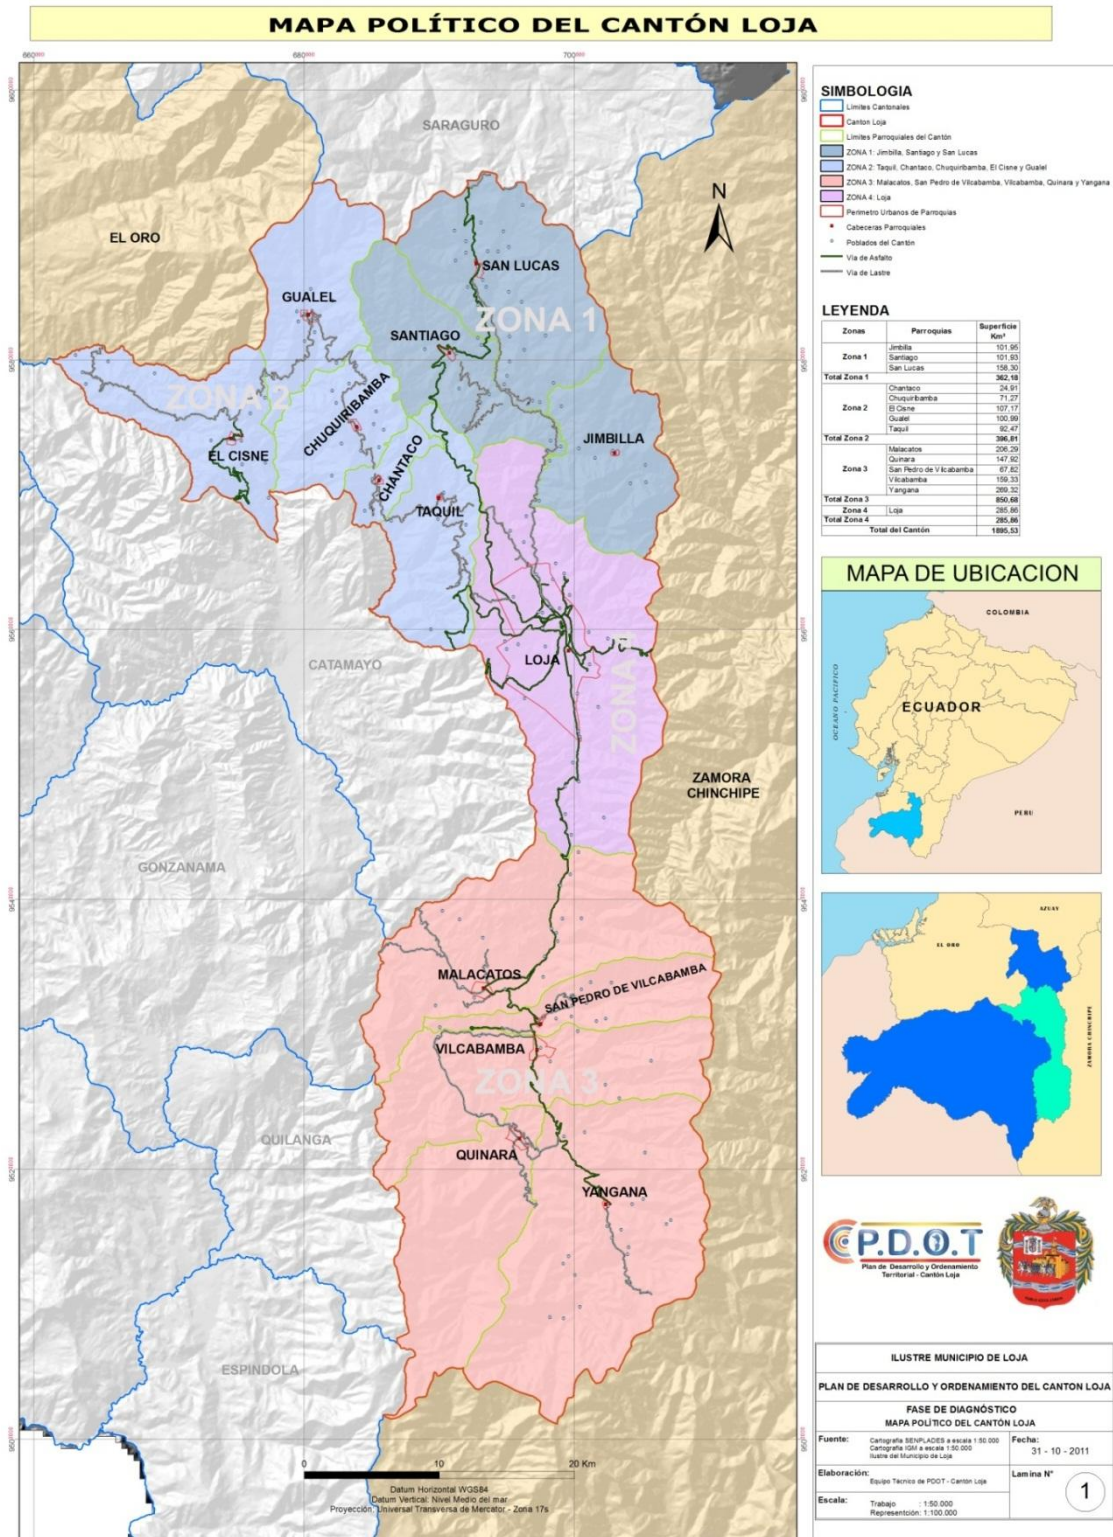 MAPA POLÍTICO DEL CANTÓN LOJA
660000
680000
700000
SARAGURO
EL ORO
N
SAN LUCAS
GUALEL
ZONA 1
SANTIAGO
ZONA 2
CHUQUIRIBAMBA
JIMBILLA
EL CISNE
CHANTACO
TAQUIL
LOJA
ZONA 4
CATAMAYO
ZAMORA
CHINCHIPE
GONZANAMA
MALACATOS
SAN PEDRO DE VILCABAMBA
VILCABAMBA
ZONA 3
QUILANGA
QUINARA
YANGANA
ESPINDOLA
0 10 20 Km
Datum Horizontal WGS84
Datum Vertical: Nivel Medio del mar
Proyección: Universal Transversa de Mercator - Zona 17s
SIMBOLOGIA
Limites Cantonales
Canton Loja
Limites Parroquiales del Cantón
ZONA 1: Jimbilla, Santiago y San Lucas
ZONA 2: Taquil, Chantaco, Chuquiribamba, El Cisne y Gualel
ZONA 3: Malacatos, San Pedro de Vilcabamba, Vilcabamba, Quinara y Yangana
ZONA 4: Loja
Perimetro Urbanos de Parroquias
Cabeceras Parroquiales
Poblados del Cantón
Vía de Asfalto
Vía de Lastre
LEYENDA
Zonas Parroquias Superficie Km²
Zona 1 Jimbilla 101,95
Santiago 101,93
San Lucas 158,30
Total Zona 1 362,18
Zona 2 Chantaco 24,91
Chuquiribamba 71,27
El Cisne 107,17
Gualel 100,99
Taquil 92,47
Total Zona 2 396,81
Zona 3 Malacatos 206,29
Quinara 147,92
San Pedro de Vilcabamba 67,82
Vilcabamba 159,33
Yangana 269,32
Total Zona 3 850,68
Zona 4 Loja 285,86
Total Zona 4 285,86
Total del Cantón 1895,53
MAPA DE UBICACION
COLOMBIA
OCEANO PACIFICO
ECUADOR
PERU
AZUAY
EL ORO
ZAMORA CHINCHIPE
P.D.O.T
Plan de Desarrollo y Ordenamiento
Territorial - Cantón Loja
ILUSTRE MUNICIPIO DE LOJA
PLAN DE DESARROLLO Y ORDENAMIENTO DEL CANTON LOJA
FASE DE DIAGNÓSTICO
MAPA POLÍTICO DEL CANTÓN LOJA
Fuente: Cartografía SENPLADES a escala 1:50.000
Cartografía IGM a escala 1:50.000
Ilustre del Municipio de Loja
Fecha:
31 - 10 - 2011
Elaboración:
Equipo Técnico de PDOT - Cantón Loja
Lamina N°
1
Escala: Trabajo : 1:50.000
Representción: 1:100.000